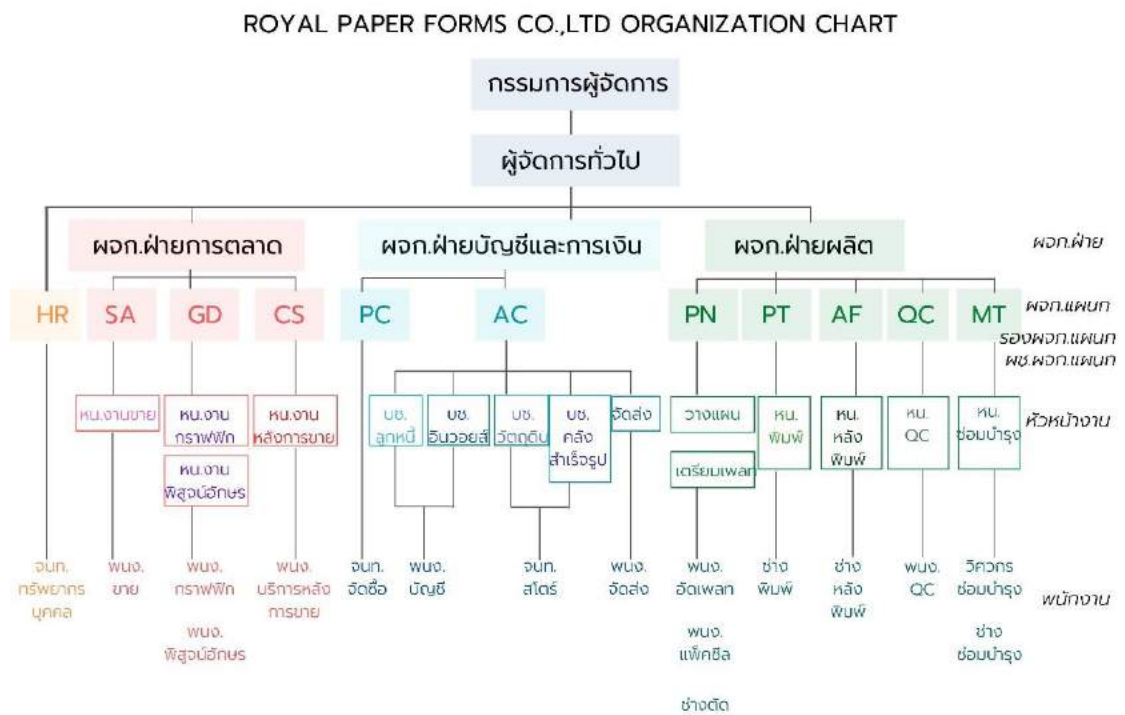 ROYAL PAPER FORMS CO.,LTD ORGANIZATION CHART
กรรมการผู้จัดการ
ผู้จัดการทั่วไป
ผจก.ฝ่ายการตลาด
ผจก.ฝ่ายบัญชีและการเงิน
ผจก.ฝ่ายผลิต
ผจก.ฝ่าย
HR
SA
GD
CS
PC
AC
PN
PT
AF
QC
MT
ผจก.แผนก
รองผจก.แผนก
ผช.ผจก.แผนก
หน.งานขาย
หน.งาน
กราฟฟิก
หน.งาน
พิสูจน์อักษร
หน.งาน
หลังการขาย
บช.
ลูกหนี้
บช.
อินวอยส์
บช.
วัตถุดิบ
บช.
คลัง
สำเร็จรูป
จัดส่ง
วางแผน
เตรียมเพลท
หน.
พิมพ์
หน.
หลัง
พิมพ์
หน.
QC
หน.
ซ่อมบำรุง
หัวหน้างาน
จนท.
ทรัพยากร
บุคคล
พนง.
ขาย
พนง.
กราฟฟิก
พนง.
พิสูจน์อักษร
พนง.
บริการหลัง
การขาย
จนท.
จัดซื้อ
พนง.
บัญชี
จนท.
สโตร์
พนง.
จัดส่ง
พนง.
อัดเพลท
พนง.
แพ็คซีล
ช่างตัด
ช่าง
พิมพ์
ช่าง
หลัง
พิมพ์
พนง.
QC
วิศวกร
ซ่อมบำรุง
ช่าง
ซ่อมบำรุง
พนักงาน